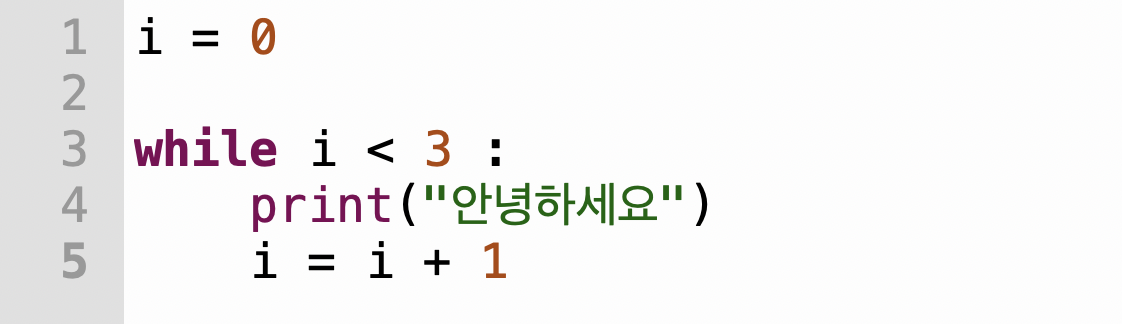 1 i = 0
2
3 while i < 3 :
4     print("안녕하세요")
5     i = i + 1